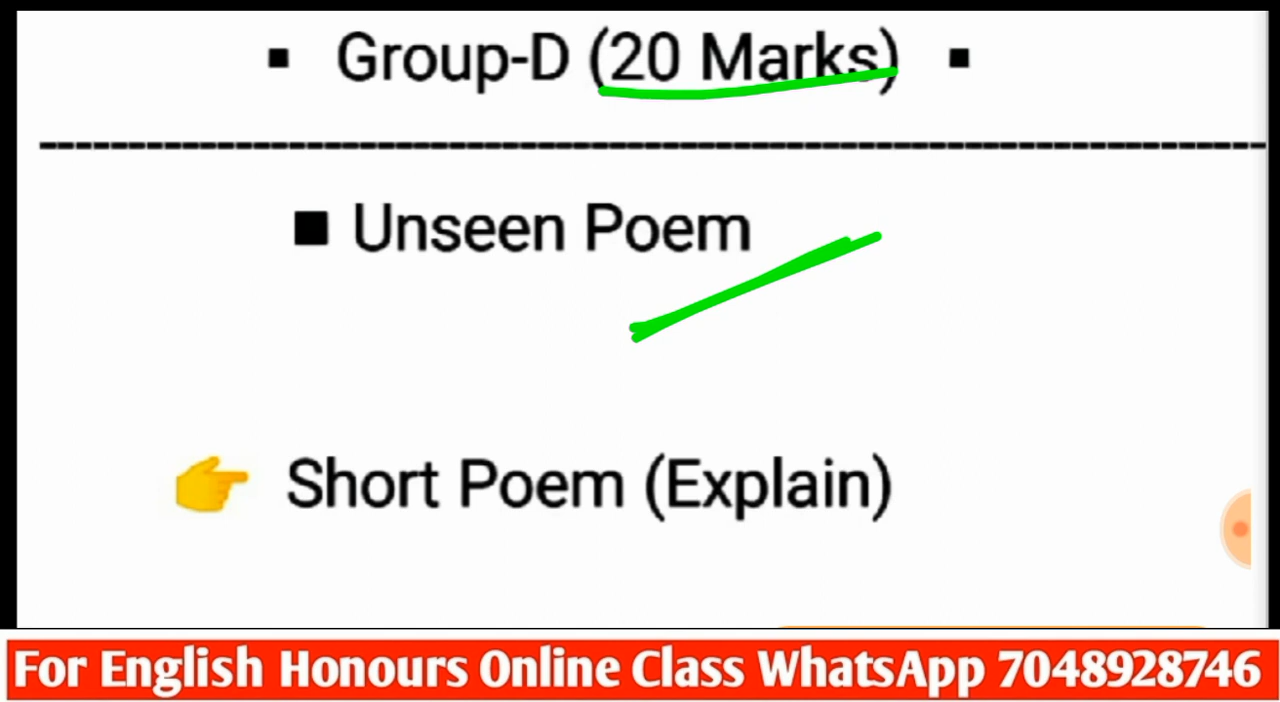 ▪ Group-D (20 Marks) ▪
■ Unseen Poem
👉 Short Poem (Explain)
For English Honours Online Class WhatsApp 7048928746